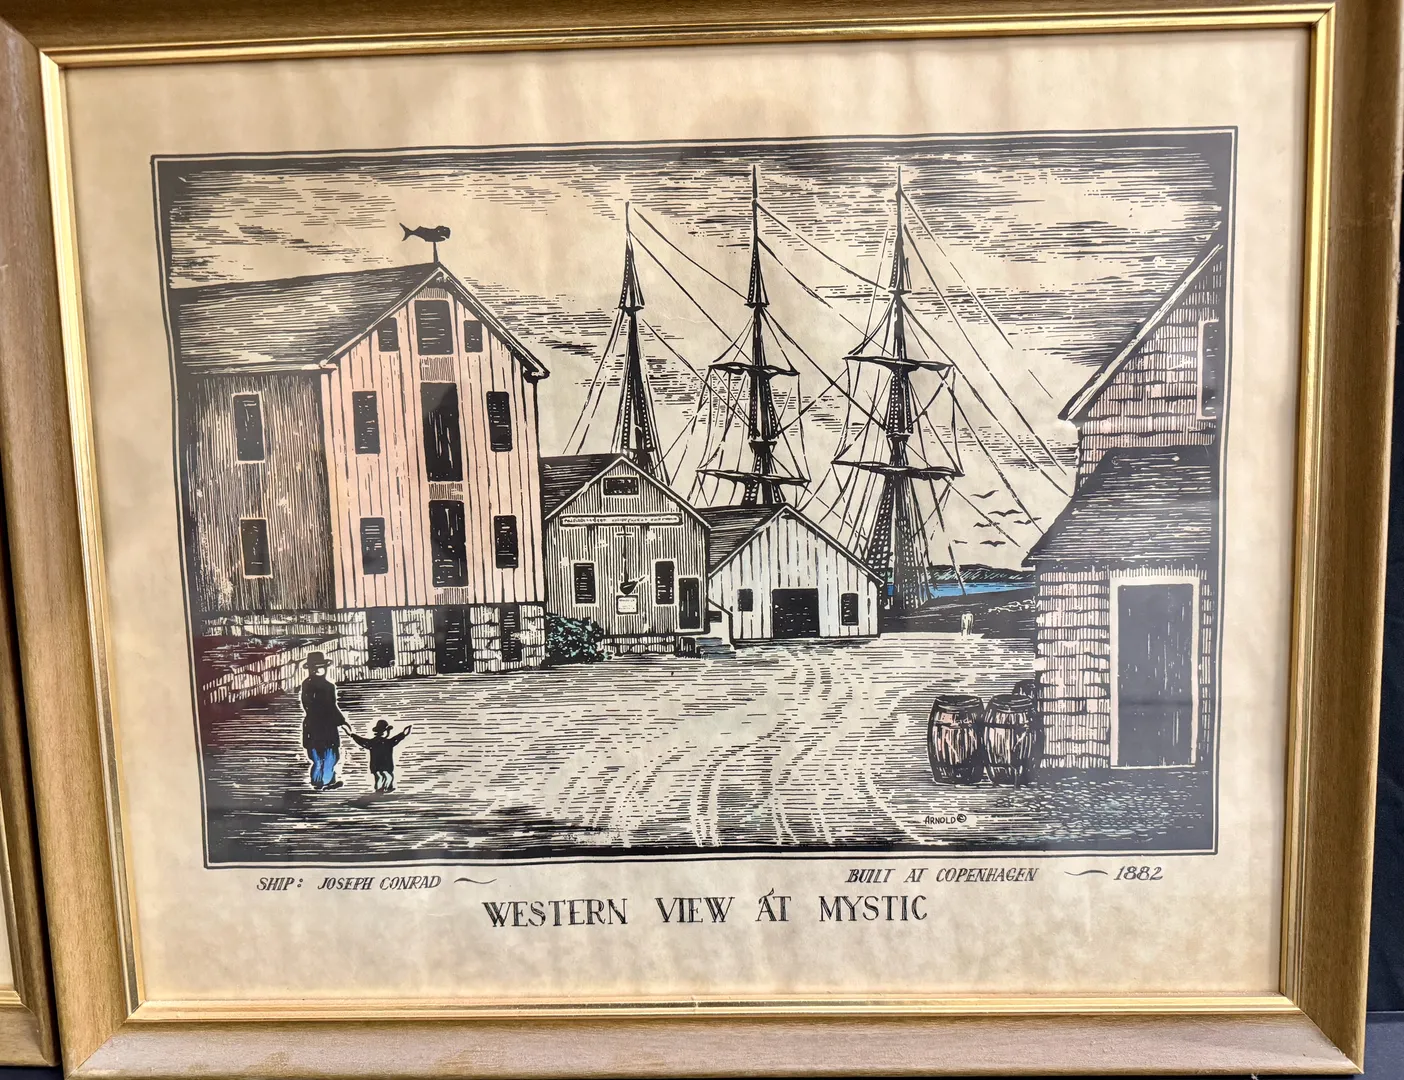 ARNOLD ©
SHIP: JOSEPH CONRAD
BUILT AT COPENHAGEN — 1882
WESTERN VIEW AT MYSTIC